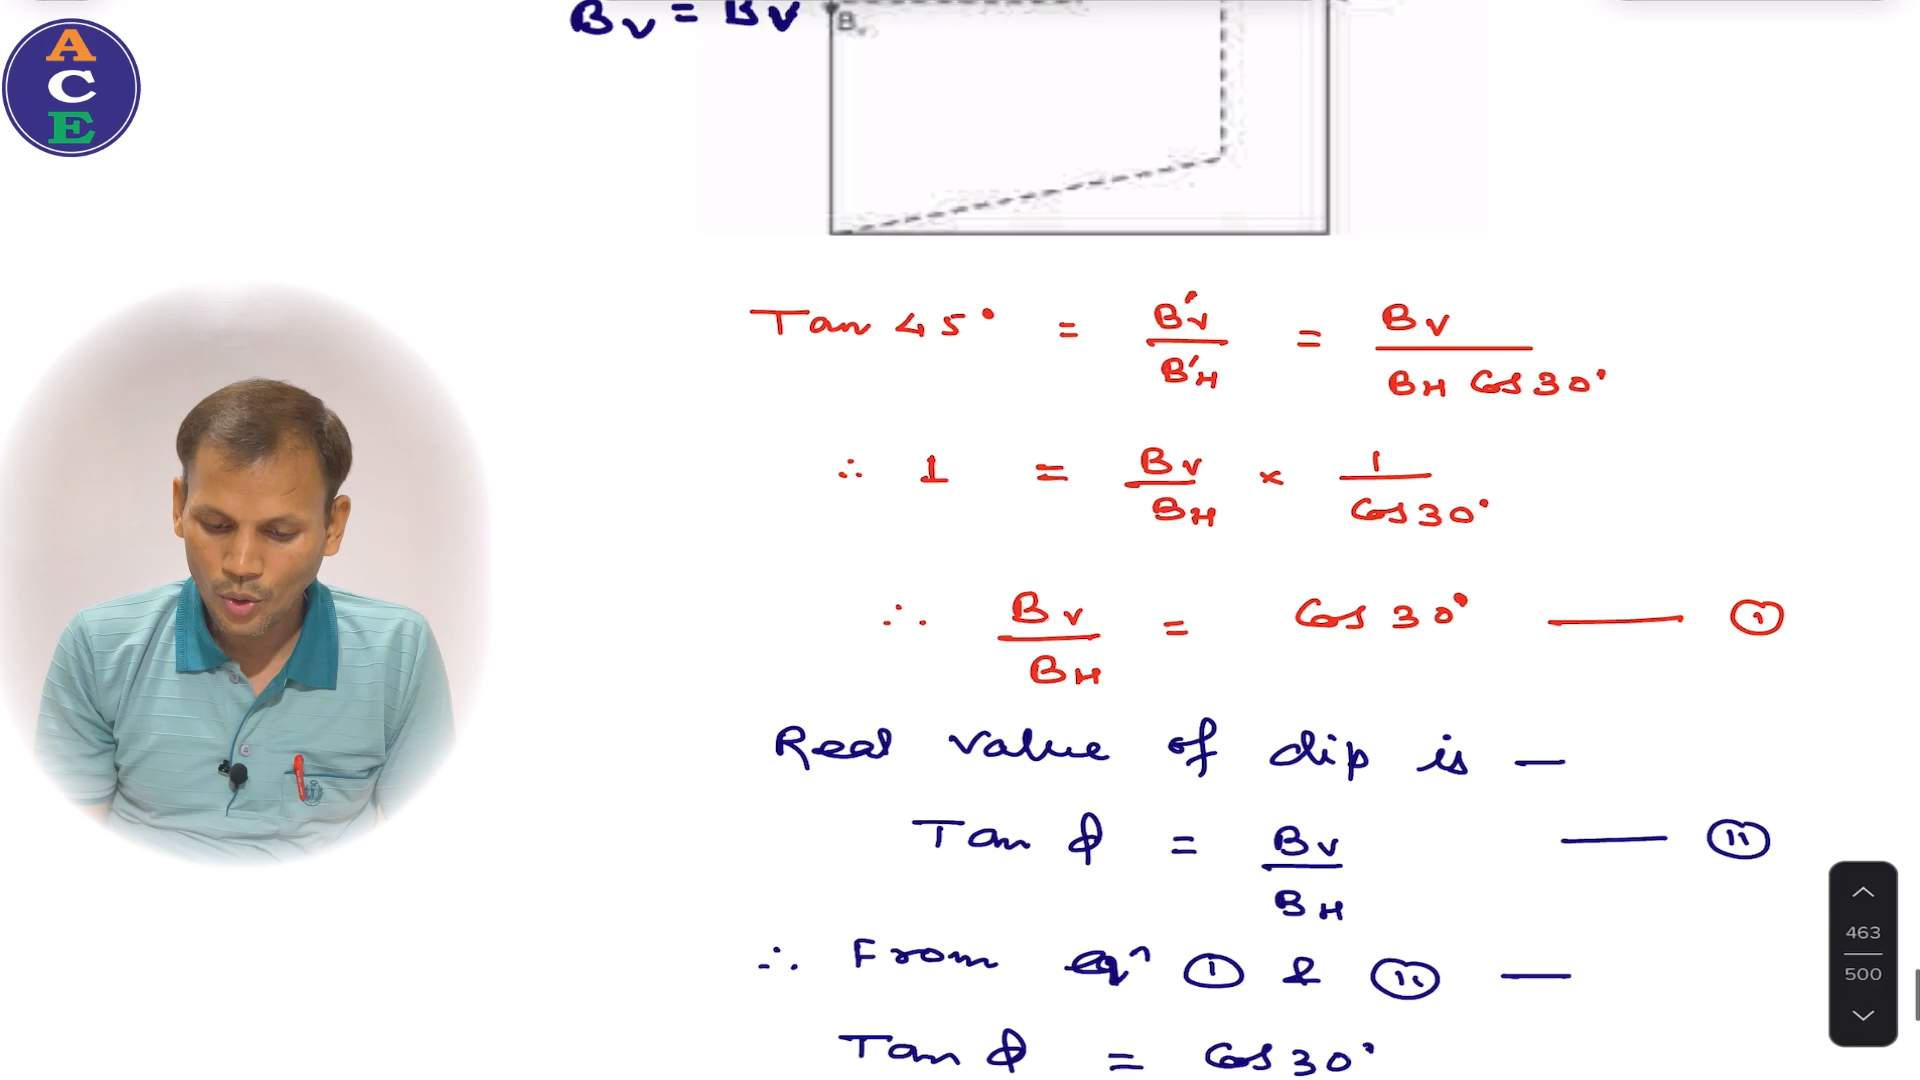 A
C
E
Bv = Bv
Bv
Tan 45° = B'v / B'H = Bv / BH Cos 30°
∴ 1 = Bv / BH × 1 / Cos 30°
∴ Bv / BH = Cos 30° — (i)
Real value of dip is —
Tan ϕ = Bv / BH — (ii)
∴ From eqn (i) & (ii) —
Tan ϕ = Cos 30°
463
500